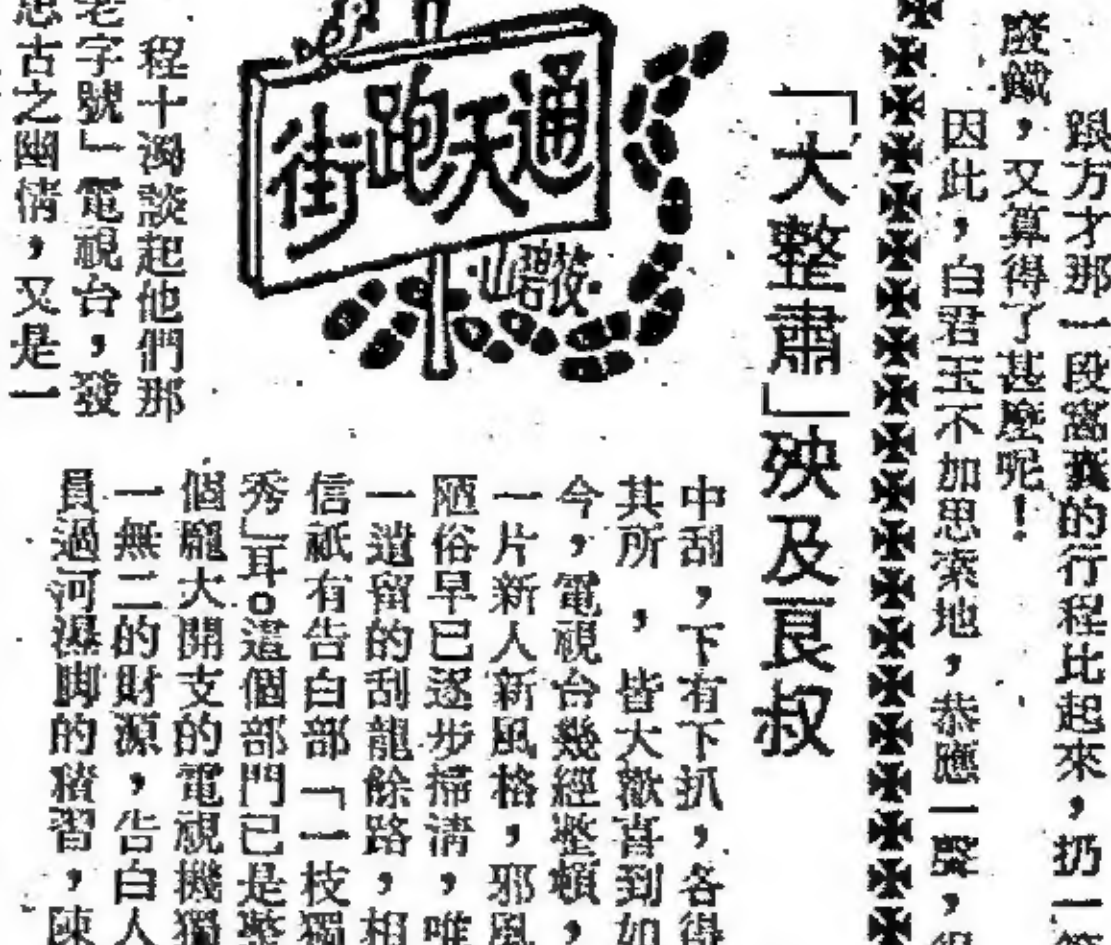 跟方才那一段富義的行程比起來，扔一
廢鐵，又算得了甚麼呢！
因此，白君玉不加思索地，恭應一聲，
「大整肅」殃及良叔
通天跑街
山碧
程十濁談起他們那
老字號」電視台，發
思古之幽情，又是一
中刮，下有下扒，各得
其所，皆大歡喜到如
今，電視台幾經整頓，
一片新人新風格，邪風
陋俗早已逐步掃清，唯
一遺留的刮龍餘路，相
信祇有告白部「一枝獨
秀」耳。這個部門已是整
個龐大開支的電視機獨
一無二的財源，告白人
員過河濕脚的積習，陳